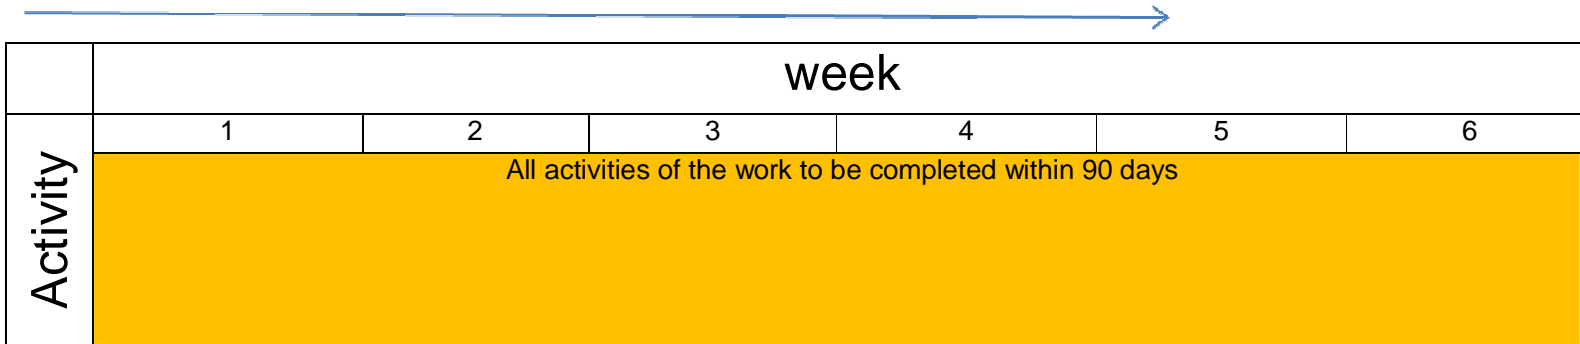 week
1 2 3 4 5 6
All activities of the work to be completed within 90 days
Activity